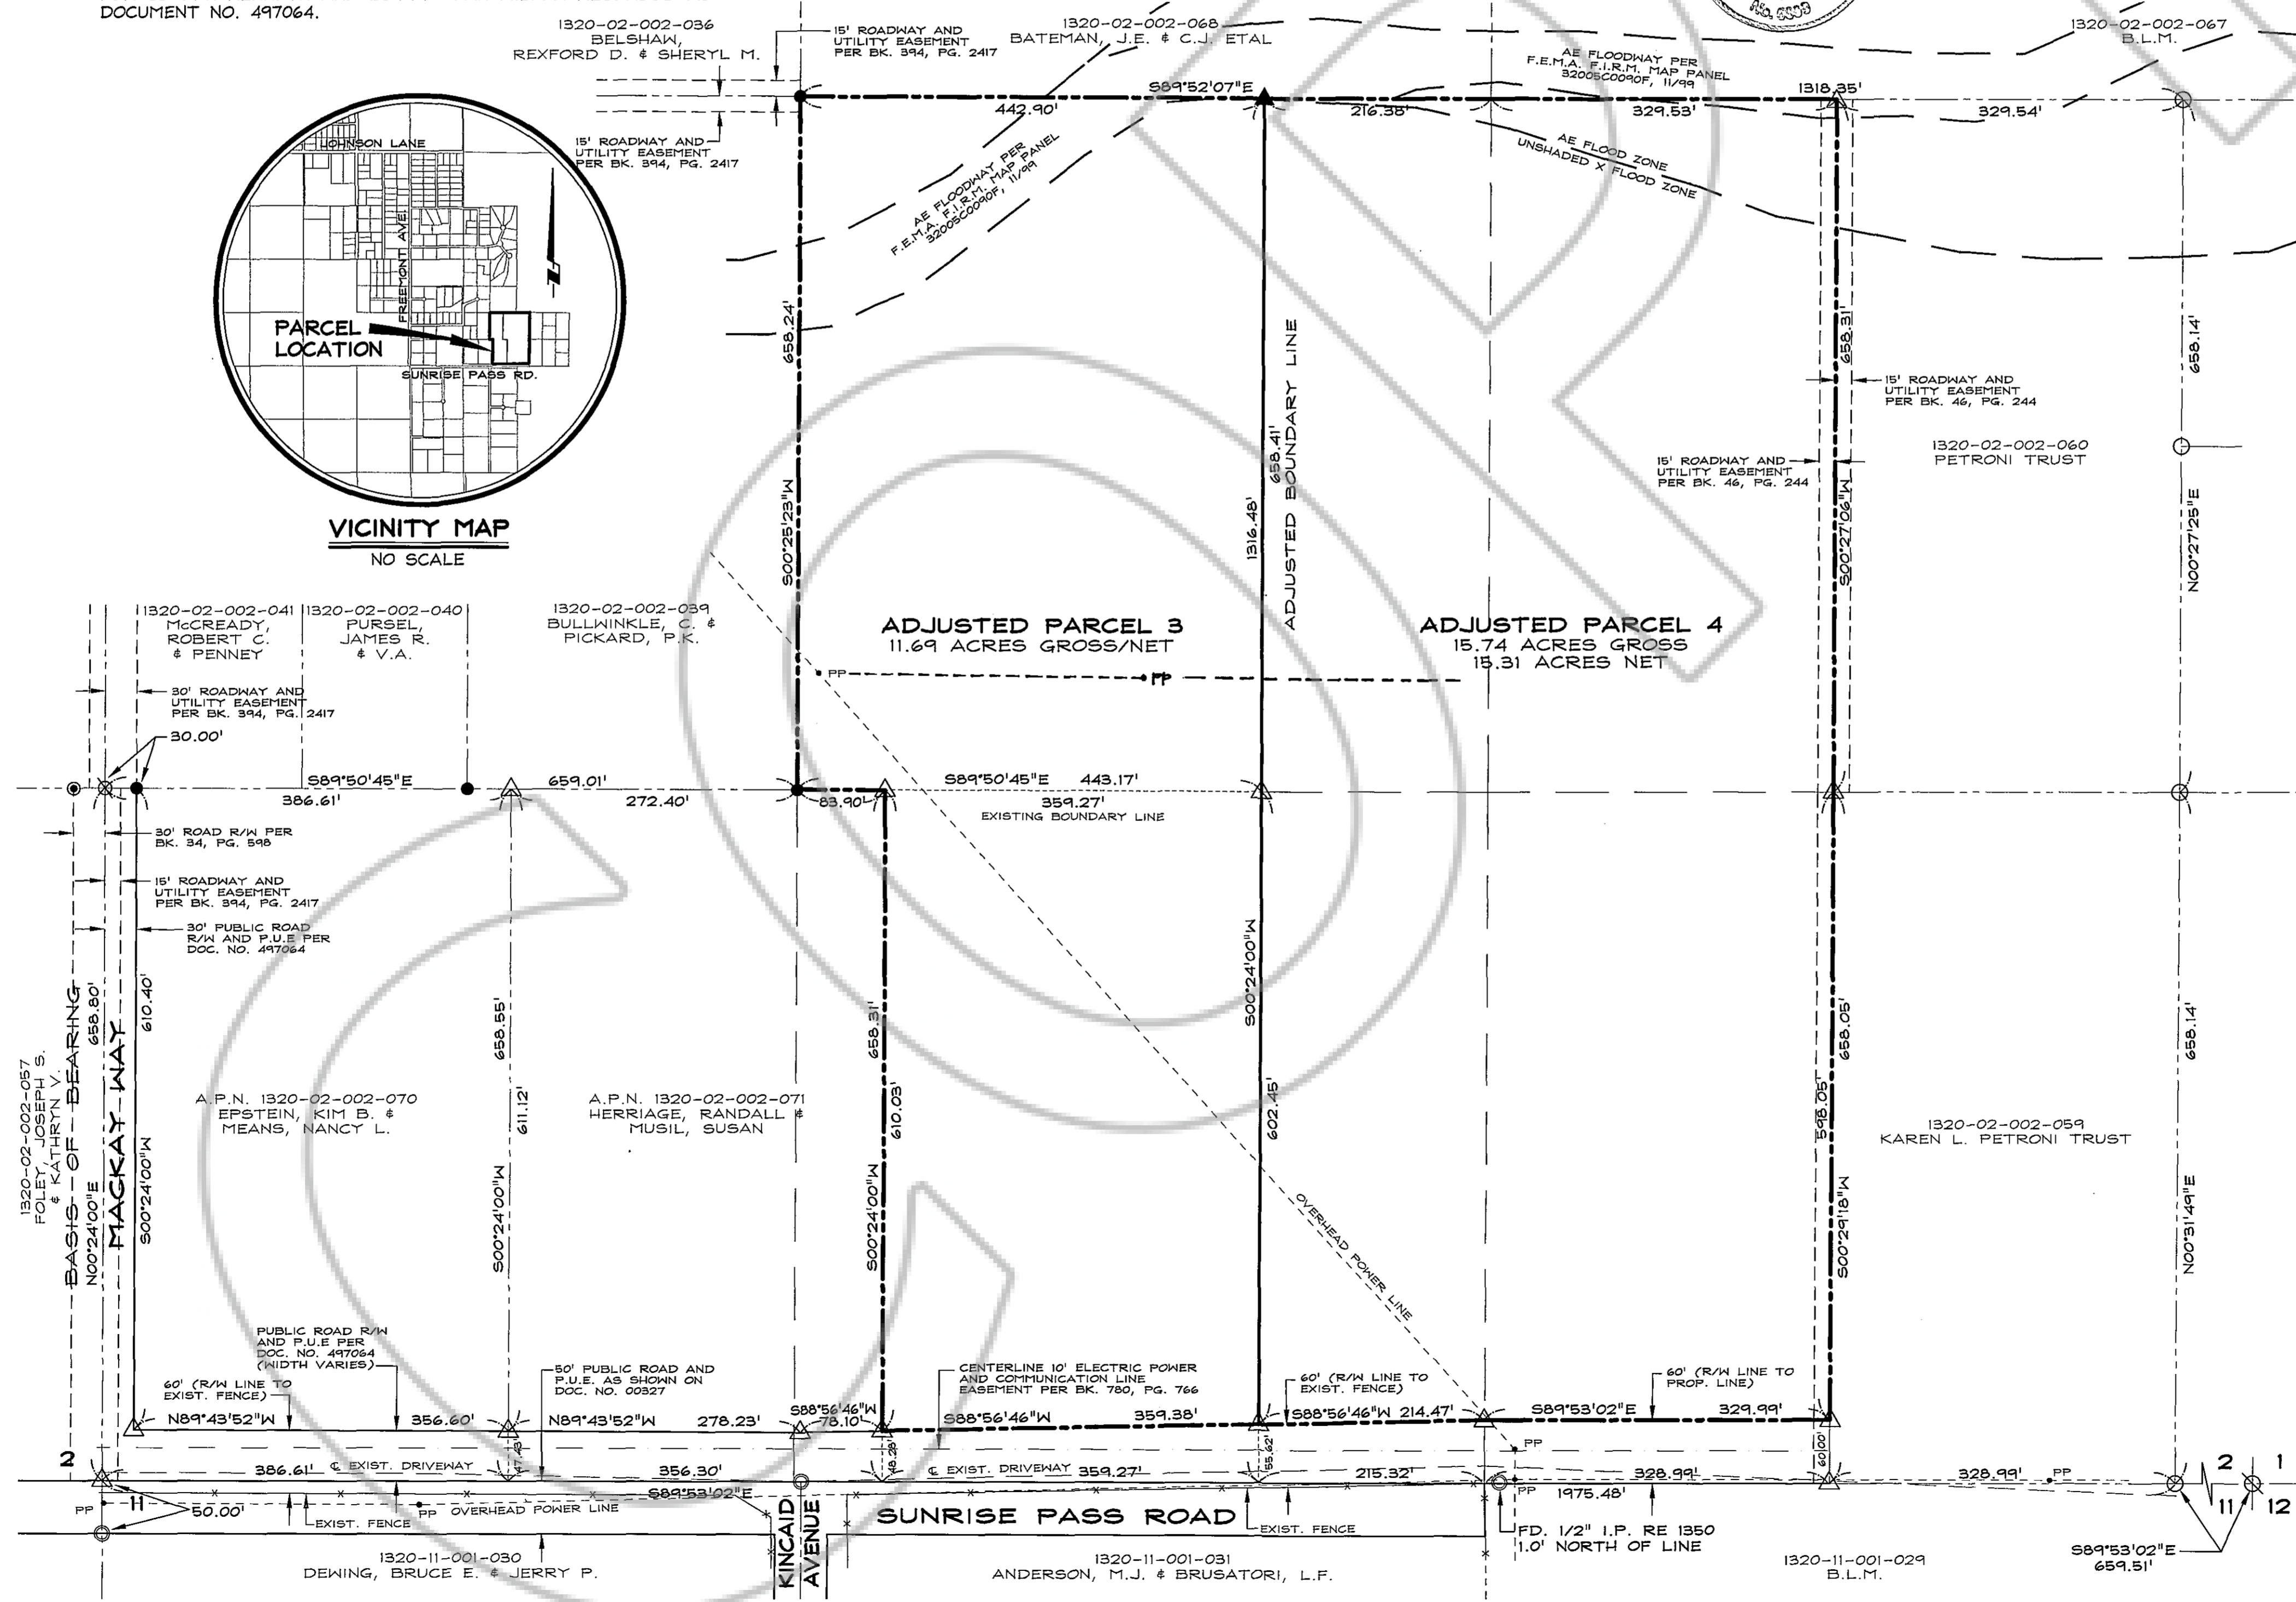 DOCUMENT NO. 497064.
1320-02-002-036
BELSHAW,
REXFORD D. & SHERYL M.
15' ROADWAY AND
UTILITY EASEMENT
PER BK. 394, PG. 2417
1320-02-002-068
BATEMAN, J.E. & C.J. ETAL
1320-02-002-067
B.L.M.
AE FLOODWAY PER
F.E.M.A. F.I.R.M. MAP PANEL
32005C0090F, 11/99
S89°52'07"E
1318.35'
442.90'
216.38'
329.53'
329.54'
15' ROADWAY AND
UTILITY EASEMENT
PER BK. 394, PG. 2417
AE FLOODWAY PER
F.E.M.A. F.I.R.M. MAP PANEL
32005C0090F, 11/99
AE FLOOD ZONE
UNSHADED X FLOOD ZONE
JOHNSON LANE
FREEMONT AVE.
PARCEL
LOCATION
SUNRISE PASS RD.
VICINITY MAP
NO SCALE
658.24'
S00°25'23"W
1316.48'
658.41'
ADJUSTED BOUNDARY LINE
658.31'
S00°27'06"W
658.14'
N00°27'25"E
15' ROADWAY AND
UTILITY EASEMENT
PER BK. 46, PG. 244
15' ROADWAY AND
UTILITY EASEMENT
PER BK. 46, PG. 244
1320-02-002-060
PETRONI TRUST
1320-02-002-041
McCREADY,
ROBERT C.
& PENNEY
1320-02-002-040
PURSEL,
JAMES R.
& V.A.
1320-02-002-039
BULLWINKLE, C. &
PICKARD, P.K.
ADJUSTED PARCEL 3
11.69 ACRES GROSS/NET
ADJUSTED PARCEL 4
15.74 ACRES GROSS
15.31 ACRES NET
PP
PP
30' ROADWAY AND
UTILITY EASEMENT
PER BK. 394, PG. 2417
30.00'
S89°50'45"E
659.01'
386.61'
272.40'
83.90'
S89°50'45"E
443.17'
359.27'
EXISTING BOUNDARY LINE
30' ROAD R/W PER
BK. 34, PG. 598
15' ROADWAY AND
UTILITY EASEMENT
PER BK. 394, PG. 2417
30' PUBLIC ROAD
R/W AND P.U.E PER
DOC. NO. 497064
1320-02-002-057
FOLEY, JOSEPH S.
& KATHRYN V.
BASIS OF BEARING
N00°24'00"E
658.80'
MACKAY WAY
S00°24'00"W
610.40'
A.P.N. 1320-02-002-070
EPSTEIN, KIM B. &
MEANS, NANCY L.
658.55'
611.12'
S00°24'00"W
A.P.N. 1320-02-002-071
HERRIAGE, RANDALL &
MUSIL, SUSAN
658.31'
610.03'
S00°24'00"W
S00°24'00"W
602.45'
OVERHEAD POWER LINE
658.05'
598.05'
S00°29'18"W
1320-02-002-059
KAREN L. PETRONI TRUST
658.14'
N00°31'49"E
PUBLIC ROAD R/W
AND P.U.E PER
DOC. NO. 497064
(WIDTH VARIES)
60' (R/W LINE TO
EXIST. FENCE)
50' PUBLIC ROAD AND
P.U.E. AS SHOWN ON
DOC. NO. 00327
CENTERLINE 10' ELECTRIC POWER
AND COMMUNICATION LINE
EASEMENT PER BK. 780, PG. 766
60' (R/W LINE TO
EXIST. FENCE)
60' (R/W LINE TO
PROP. LINE)
N89°43'52"W
356.60'
N89°43'52"W
278.23'
S88°56'46"W
78.10'
S88°56'46"W
359.38'
S88°56'46"W 214.47'
S89°53'02"E
329.99'
2
47.43'
48.28'
55.62'
PP
60.00'
386.61'
℄ EXIST. DRIVEWAY
356.30'
℄ EXIST. DRIVEWAY
359.27'
215.32'
328.99'
328.99'
PP
2
1
PP
11
50.00'
PP
OVERHEAD POWER LINE
S89°53'02"E
PP
1975.48'
11
12
EXIST. FENCE
KINCAID
AVENUE
SUNRISE PASS ROAD
EXIST. FENCE
FD. 1/2" I.P. RE 1350
1.0' NORTH OF LINE
S89°53'02"E
659.51'
1320-11-001-030
DEWING, BRUCE E. & JERRY P.
1320-11-001-031
ANDERSON, M.J. & BRUSATORI, L.F.
1320-11-001-029
B.L.M.